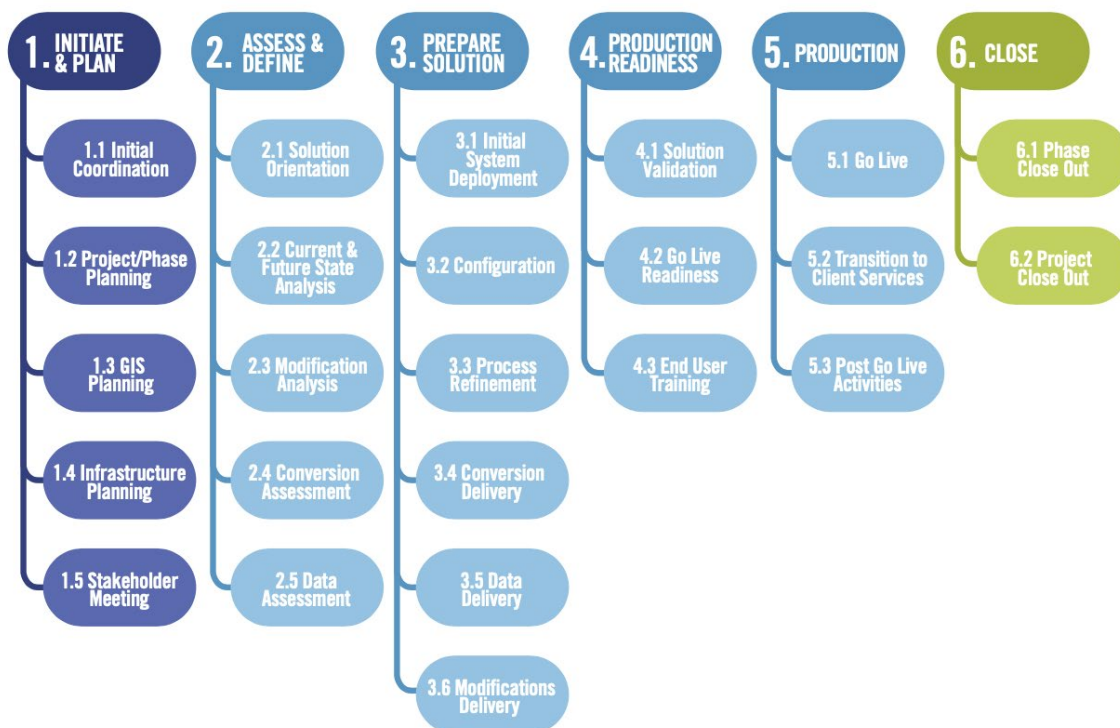 1. INITIATE
& PLAN
1.1 Initial
Coordination
1.2 Project/Phase
Planning
1.3 GIS
Planning
1.4 Infrastructure
Planning
1.5 Stakeholder
Meeting
2. ASSESS &
DEFINE
2.1 Solution
Orientation
2.2 Current &
Future State
Analysis
2.3 Modification
Analysis
2.4 Conversion
Assessment
2.5 Data
Assessment
3. PREPARE
SOLUTION
3.1 Initial
System
Deployment
3.2 Configuration
3.3 Process
Refinement
3.4 Conversion
Delivery
3.5 Data
Delivery
3.6 Modifications
Delivery
4. PRODUCTION
READINESS
4.1 Solution
Validation
4.2 Go Live
Readiness
4.3 End User
Training
5. PRODUCTION
5.1 Go Live
5.2 Transition to
Client Services
5.3 Post Go Live
Activities
6. CLOSE
6.1 Phase
Close Out
6.2 Project
Close Out